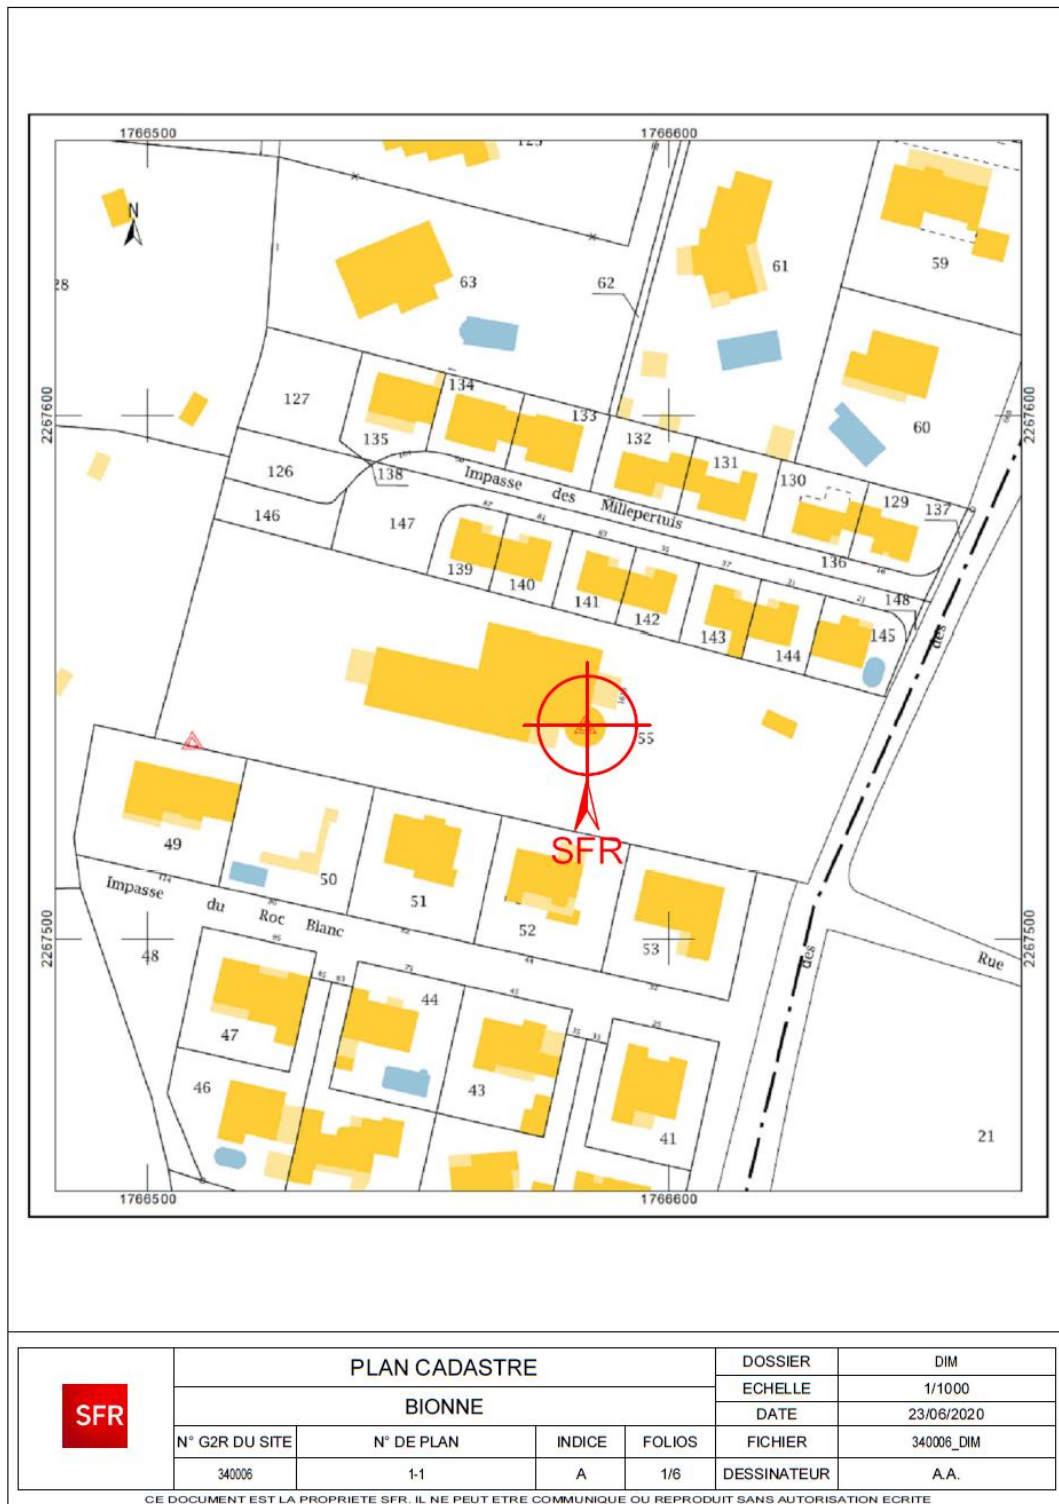 1766500
1766600
N
28
63
62
61
59
127
134
133
132
131
130
129
137
60
135
138
126
146
147
Impasse des Millepertuis
136
148
139
140
141
142
143
144
145
2267600
2267600
des
55
SFR
49
50
51
52
53
Impasse du Roc Blanc
48
2267500
2267500
des
Rue
47
44
46
43
41
21
1766500
1766600
SFR
PLAN CADASTRE
BIONNE
N° G2R DU SITE
N° DE PLAN
INDICE
FOLIOS
340006
1-1
A
1/6
DOSSIER
DIM
ECHELLE
1/1000
DATE
23/06/2020
FICHIER
340006_DIM
DESSINATEUR
A.A.
CE DOCUMENT EST LA PROPRIETE SFR. IL NE PEUT ETRE COMMUNIQUE OU REPRODUIT SANS AUTORISATION ECRITE